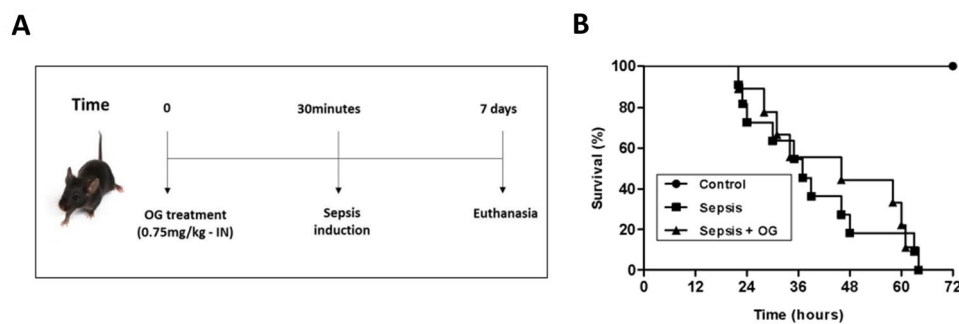 A
Time
0
30minutes
7 days
OG treatment
(0.75mg/kg - IN)
Sepsis
induction
Euthanasia
B
Survival (%)
100
80
60
40
20
0
Control
Sepsis
Sepsis + OG
0 12 24 36 48 60 72
Time (hours)